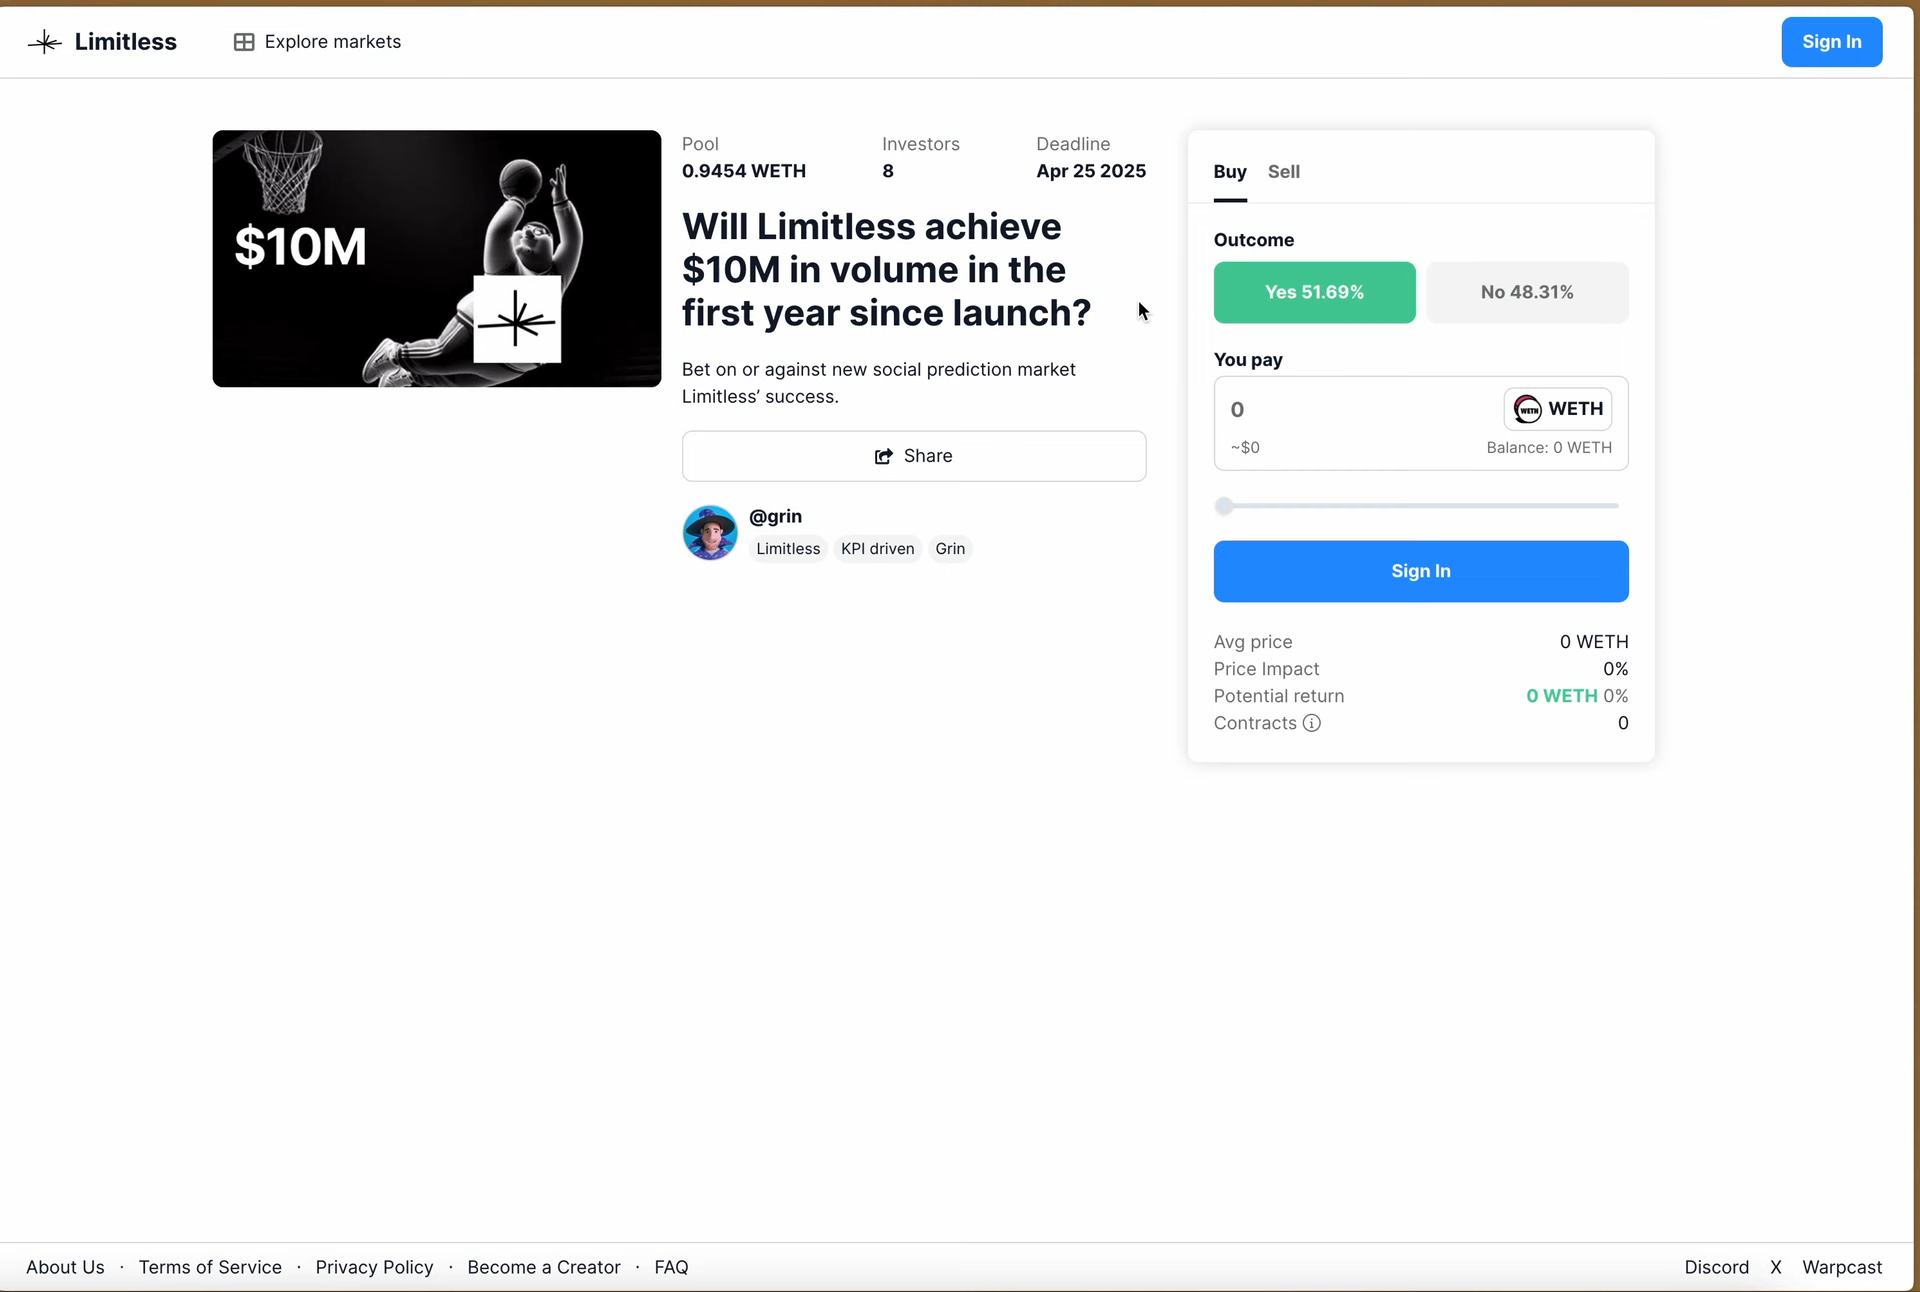 Limitless
Explore markets
Sign In
$10M
Pool
0.9454 WETH
Investors
8
Deadline
Apr 25 2025
Will Limitless achieve
$10M in volume in the
first year since launch?
Bet on or against new social prediction market
Limitless’ success.
Share
@grin
Limitless
KPI driven
Grin
Buy
Sell
Outcome
Yes 51.69%
No 48.31%
You pay
0
WETH
WETH
~$0
Balance: 0 WETH
Sign In
Avg price
0 WETH
Price Impact
0%
Potential return
0 WETH 0%
Contracts
0
About Us · Terms of Service · Privacy Policy · Become a Creator · FAQ
Discord X Warpcast